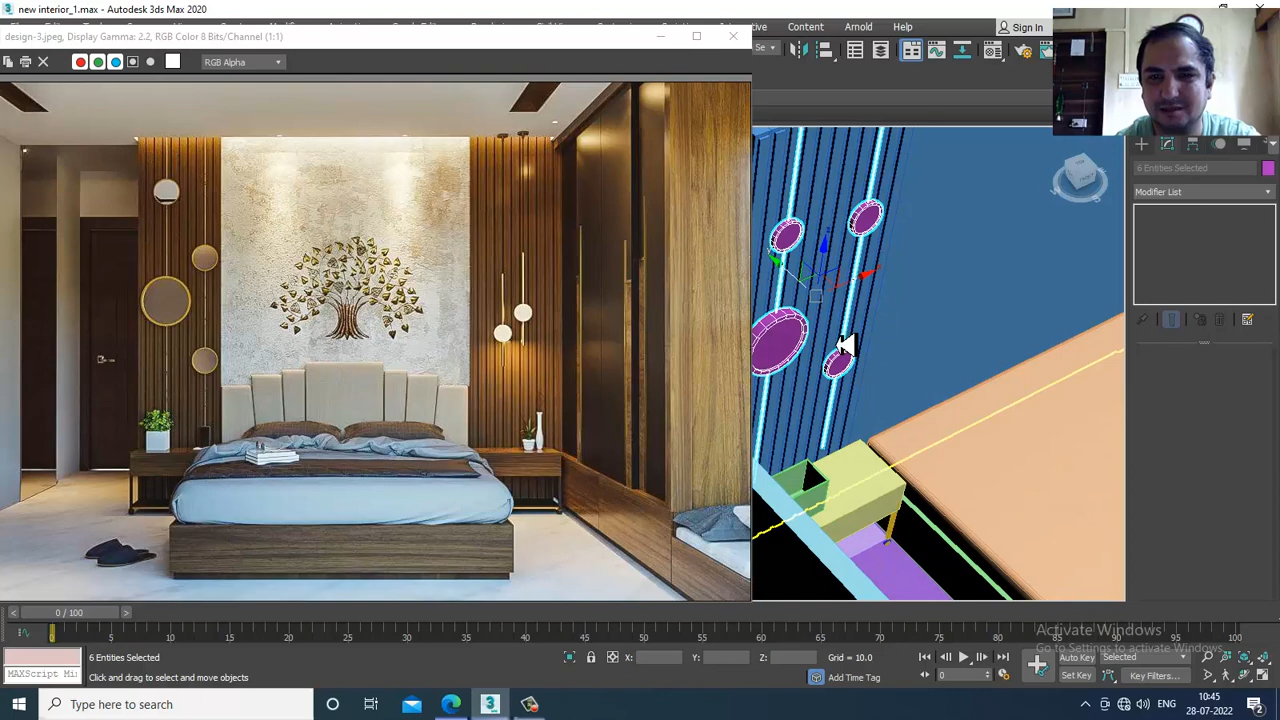 new interior_1.max - Autodesk 3ds Max 2020
design-3.jpeg, Display Gamma: 2.2, RGB Color 8 Bits/Channel (1:1)
Content Arnold Help
Sign In
RGB Alpha
Se
6 Entities Selected
Modifier List
0 / 100
0 5 10 15 20 25 30 35 40 45 50 55 60 65 70 75 80 85 90 95 100
Activate Windows
Go to Settings to activate Windows.
6 Entities Selected
X: Y: Z: Grid = 10.0
Auto Key Selected
MAXScript Mi
Click and drag to select and move objects
Add Time Tag
0
Set Key Key Filters...
Type here to search
ENG
10:45
28-07-2022
2